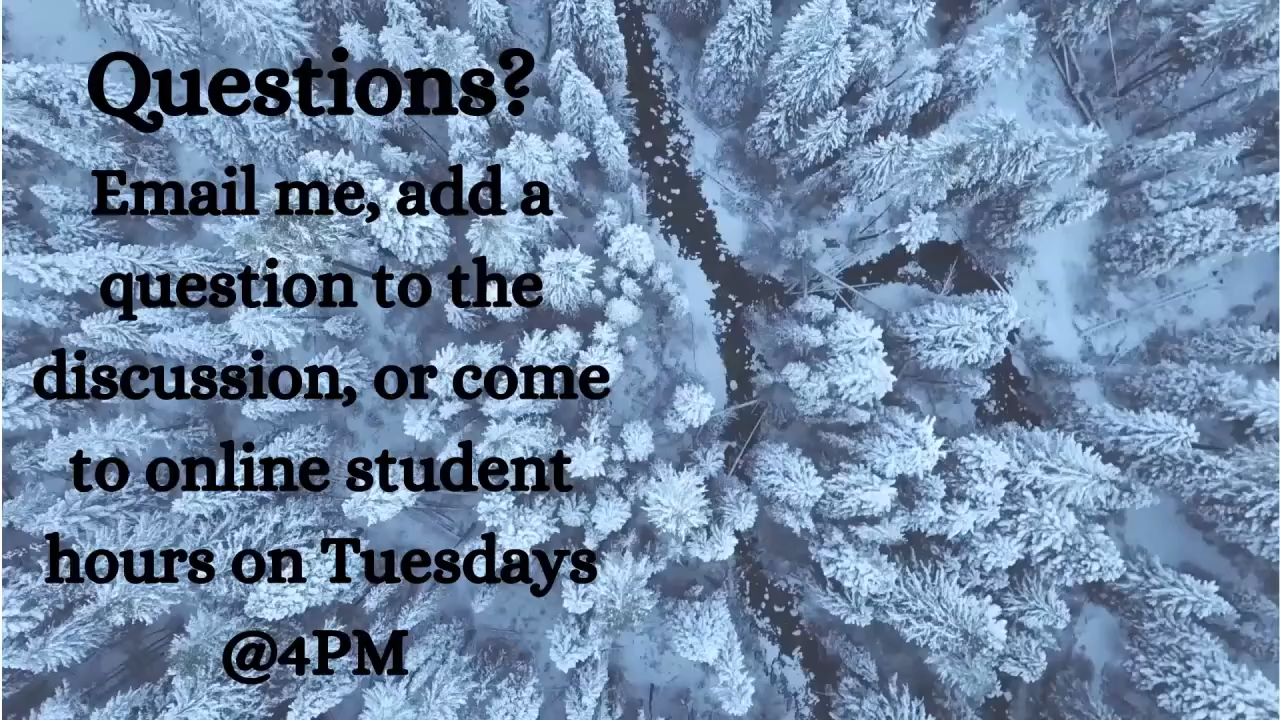 Questions?
Email me, add a
question to the
discussion, or come
to online student
hours on Tuesdays
@4PM